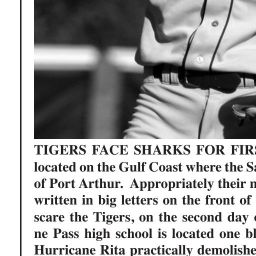 TIGERS FACE SHARKS FOR
located on the Gulf Coast where the
of Port Arthur. Appropriately their
written in big letters on the front of
scare the Tigers, on the second day
ne Pass high school is located one
Hurricane Rita practically